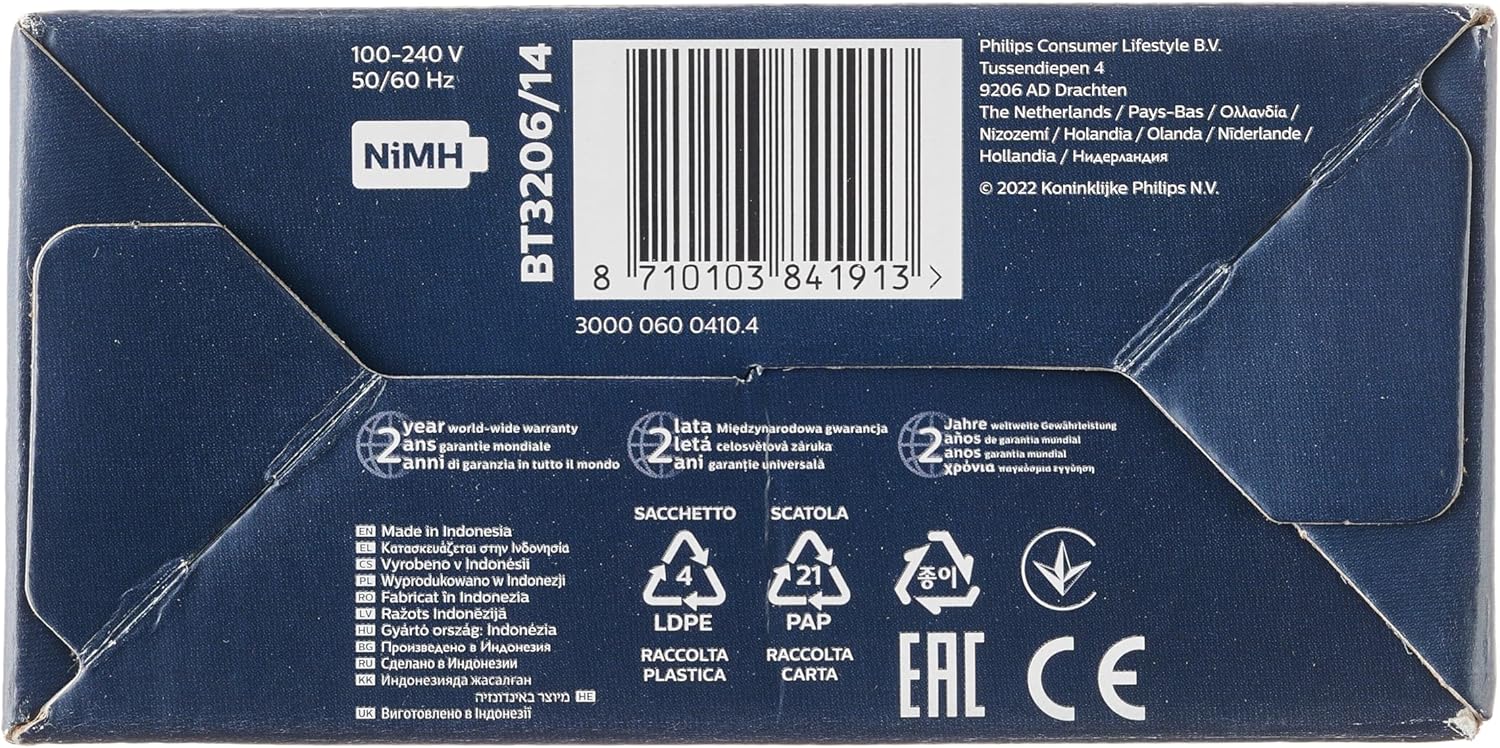 100-240 V
50/60 Hz
NiMH
BT3206/14
8 710103 841913 >
3000 060 0410.4
Philips Consumer Lifestyle B.V.
Tussendiepen 4
9206 AD Drachten
The Netherlands / Pays-Bas / Ολλανδία /
Nizozemí / Holandia / Olanda / Nīderlande /
Hollandia / Нидерландия
© 2022 Koninklijke Philips N.V.
2
year world-wide warranty
ans garantie mondiale
anni di garanzia in tutto il mondo
2
lata Międzynarodowa gwarancja
letá celosvětová záruka
ani garanție universală
2
Jahre weltweite Gewährleistung
años de garantia mundial
anos garantia mundial
χρόνια παγκόσμια εγγύηση
EN Made in Indonesia
EL Κατασκευάζεται στην Ινδονησία
CS Vyrobeno v Indonésii
PL Wyprodukowano w Indonezji
RO Fabricat în Indonezia
LV Ražots Indonēzijā
HU Gyártó ország: Indonézia
BG Произведено в Индонезия
RU Сделано в Индонезии
KK Индонезияда жасалған
HE מיוצר באינדונזיה
UK Виготовлено в Індонезії
SACCHETTO
4
LDPE
RACCOLTA
PLASTICA
SCATOLA
21
PAP
RACCOLTA
CARTA
종이
EAC
CE